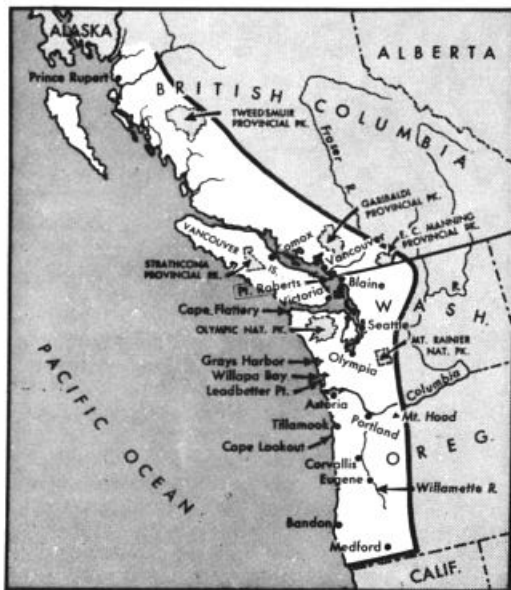 ALASKA
ALBERTA
Prince Rupert
BRITISH
COLUMBIA
TWEEDSMUIR
PROVINCIAL PK.
Fraser R.
GARIBALDI
PROVINCIAL PK.
E. C. MANNING
PROVINCIAL PK.
Comox
Vancouver
VANCOUVER IS.
STRATHCONA
PROVINCIAL PK.
Pt. Roberts
Blaine
Victoria
Cape Flattery
WASH.
R.
OLYMPIC NAT. PK.
Seattle
MT. RAINIER
NAT. PK.
Olympia
Grays Harbor
Willapa Bay
Leadbetter Pt.
Columbia
Astoria
Mt. Hood
Portland
Tillamook
OREG.
Cape Lookout
Corvallis
Eugene
Willamette R.
PACIFIC OCEAN
Bandon
Medford
CALIF.